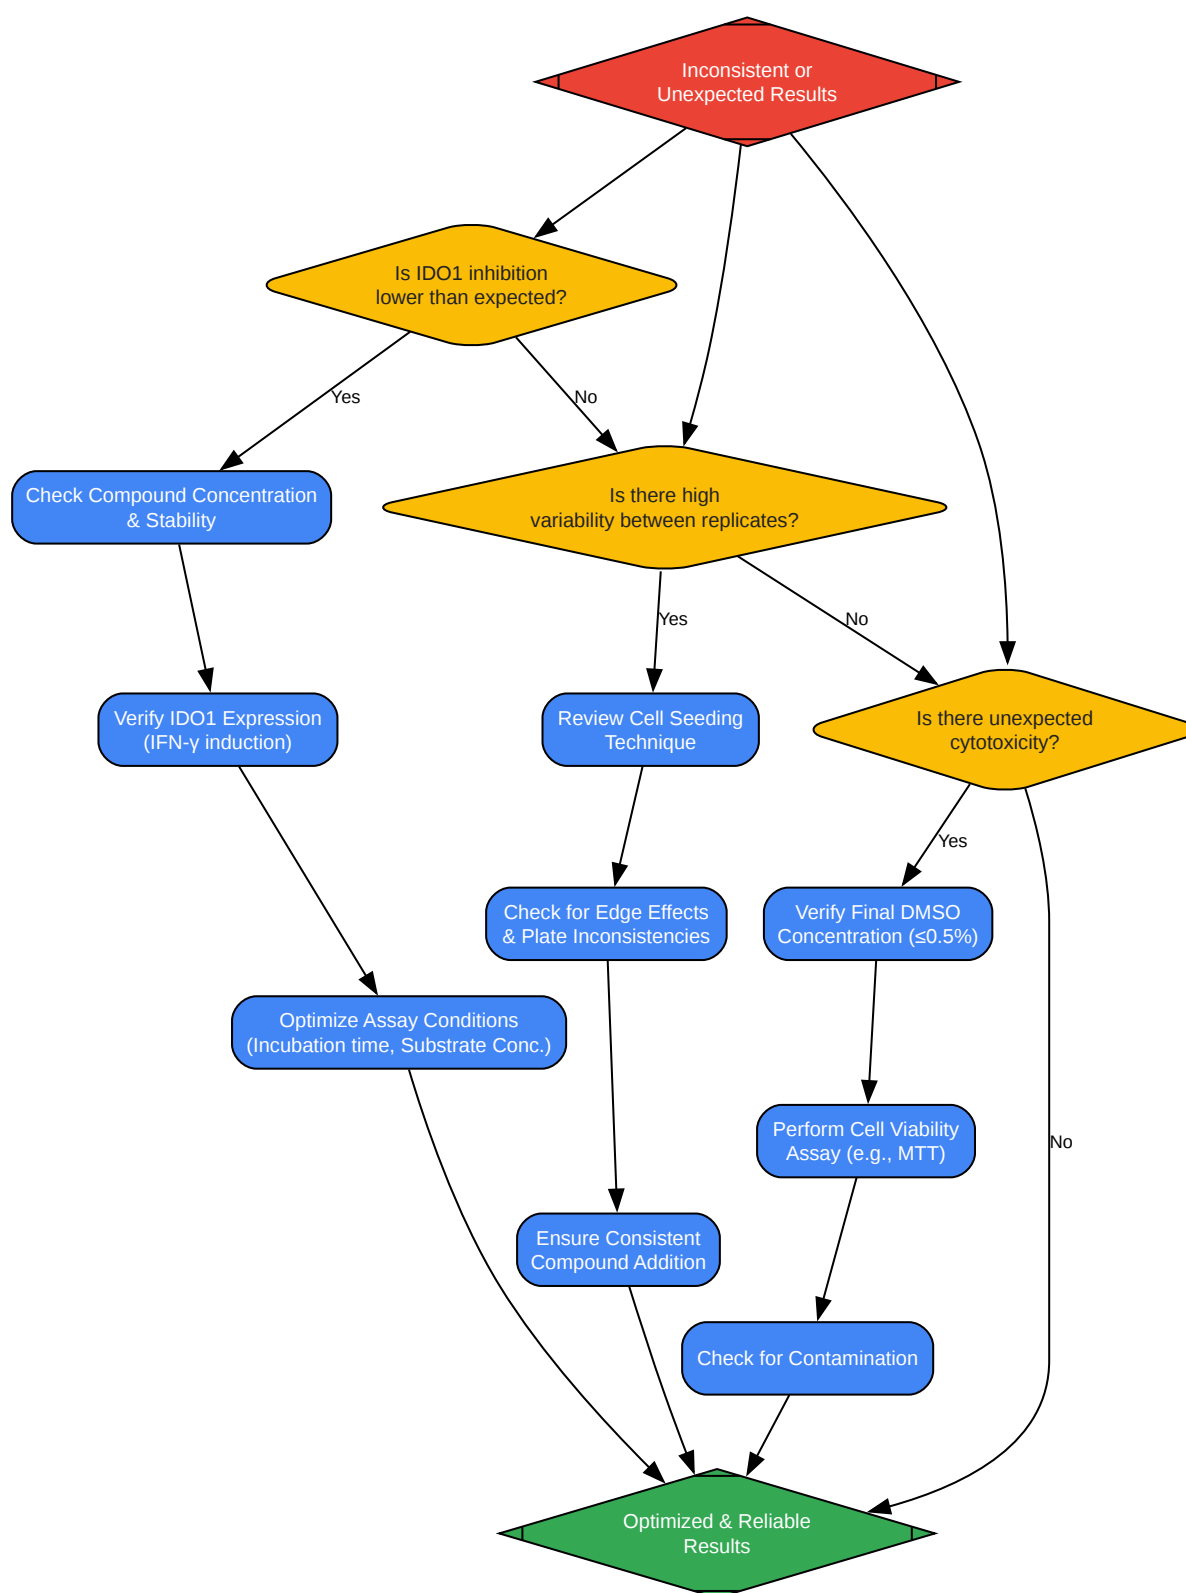 Inconsistent or
Unexpected Results
Is IDO1 inhibition
lower than expected?
Yes
No
Check Compound Concentration
& Stability
Is there high
variability between replicates?
Yes
No
Verify IDO1 Expression
(IFN-γ induction)
Review Cell Seeding
Technique
Is there unexpected
cytotoxicity?
Yes
Check for Edge Effects
& Plate Inconsistencies
Verify Final DMSO
Concentration (≤0.5%)
Optimize Assay Conditions
(Incubation time, Substrate Conc.)
Perform Cell Viability
Assay (e.g., MTT)
No
Ensure Consistent
Compound Addition
Check for Contamination
Optimized & Reliable
Results